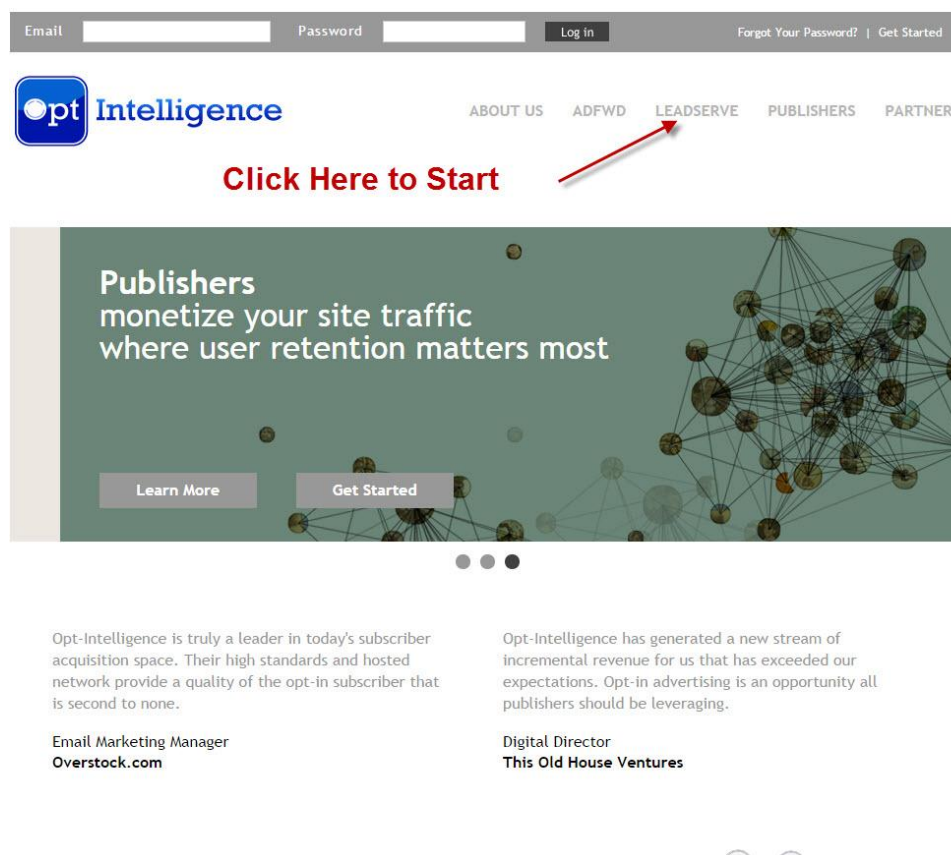 Email
Password
Log in
Forgot Your Password? | Get Started
Opt Intelligence
ABOUT US
ADFWD
LEADSERVE
PUBLISHERS
PARTNER
Click Here to Start
Publishers
monetize your site traffic
where user retention matters most
Learn More
Get Started
Opt-Intelligence is truly a leader in today's subscriber
acquisition space. Their high standards and hosted
network provide a quality of the opt-in subscriber that
is second to none.
Email Marketing Manager
Overstock.com
Opt-Intelligence has generated a new stream of
incremental revenue for us that has exceeded our
expectations. Opt-in advertising is an opportunity all
publishers should be leveraging.
Digital Director
This Old House Ventures